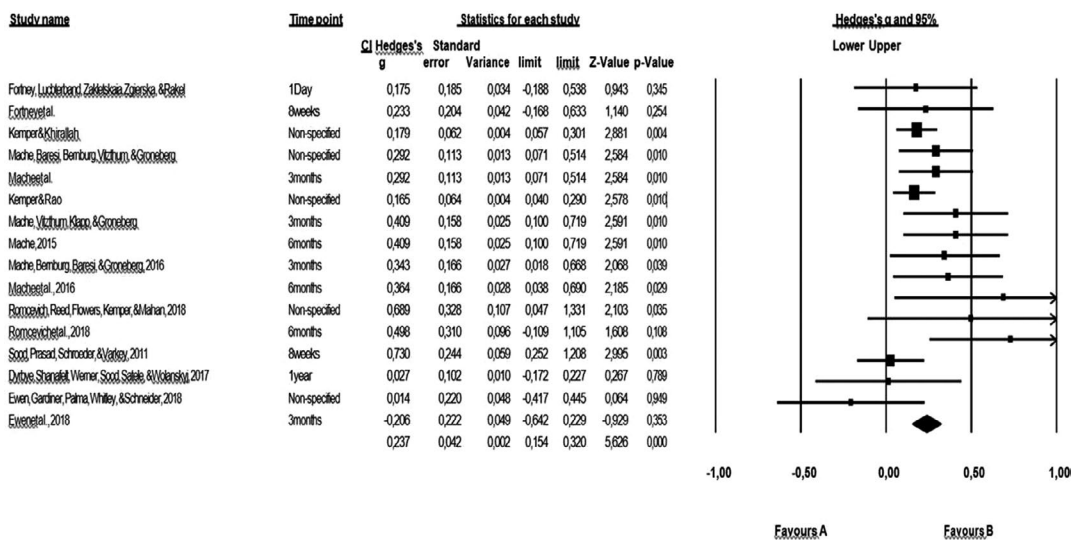 Study name Time point Statistics for each study Hedges's g and 95%
CI Hedges's Standard Lower Upper
g error Variance limit limit Z-Value p-Value
Fortney, Luchterband, Zakletskaia, Zgierska, &Rakel 1Day 0,175 0,185 0,034 -0,188 0,538 0,943 0,345
Fortneyetal. 8weeks 0,233 0,204 0,042 -0,168 0,633 1,140 0,254
Kemper&Khirallah Non-specified 0,179 0,062 0,004 0,057 0,301 2,881 0,004
Mache, Baresi, Bernburg, Vitzthum, &Groneberg Non-specified 0,292 0,113 0,013 0,071 0,514 2,584 0,010
Macheetal. 3months 0,292 0,113 0,013 0,071 0,514 2,584 0,010
Kemper&Rao Non-specified 0,165 0,064 0,004 0,040 0,290 2,578 0,010
Mache, Vitzthum, Klapp, &Groneberg 3months 0,409 0,158 0,025 0,100 0,719 2,591 0,010
Mache, 2015 6months 0,409 0,158 0,025 0,100 0,719 2,591 0,010
Mache, Bernburg, Baresi, &Groneberg, 2016 3months 0,343 0,166 0,027 0,018 0,668 2,068 0,039
Macheetal., 2016 6months 0,364 0,166 0,028 0,038 0,690 2,185 0,029
Romcevich, Reed, Flowers, Kemper, &Mahan, 2018 Non-specified 0,689 0,328 0,107 0,047 1,331 2,103 0,035
Romcevichetal., 2018 6months 0,498 0,310 0,096 -0,109 1,105 1,608 0,108
Sood, Prasad, Schroeder, &Varkey, 2011 8weeks 0,730 0,244 0,059 0,252 1,208 2,995 0,003
Dyrbye, Shanafelt, Werner, Sood, Satele, &Wolanskyj, 2017 1year 0,027 0,102 0,010 -0,172 0,227 0,267 0,789
Ewen, Gardiner, Palma, Whitley, &Schneider, 2018 Non-specified 0,014 0,220 0,048 -0,417 0,445 0,064 0,949
Ewenetal., 2018 3months -0,206 0,222 0,049 -0,642 0,229 -0,929 0,353
0,237 0,042 0,002 0,154 0,320 5,626 0,000
-1,00 -0,50 0,00 0,50 1,00
Favours A Favours B